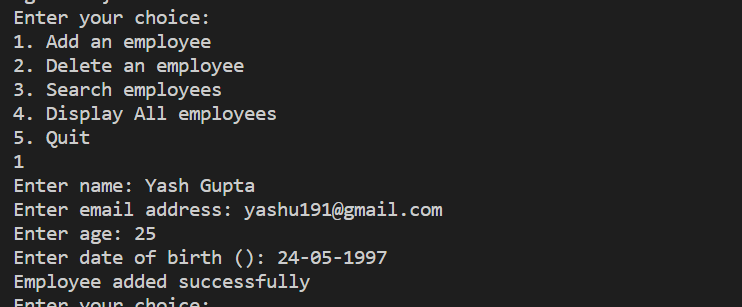 Enter your choice:
1. Add an employee
2. Delete an employee
3. Search employees
4. Display All employees
5. Quit
1
Enter name: Yash Gupta
Enter email address: yashu191@gmail.com
Enter age: 25
Enter date of birth (): 24-05-1997
Employee added successfully
Enter your choice: